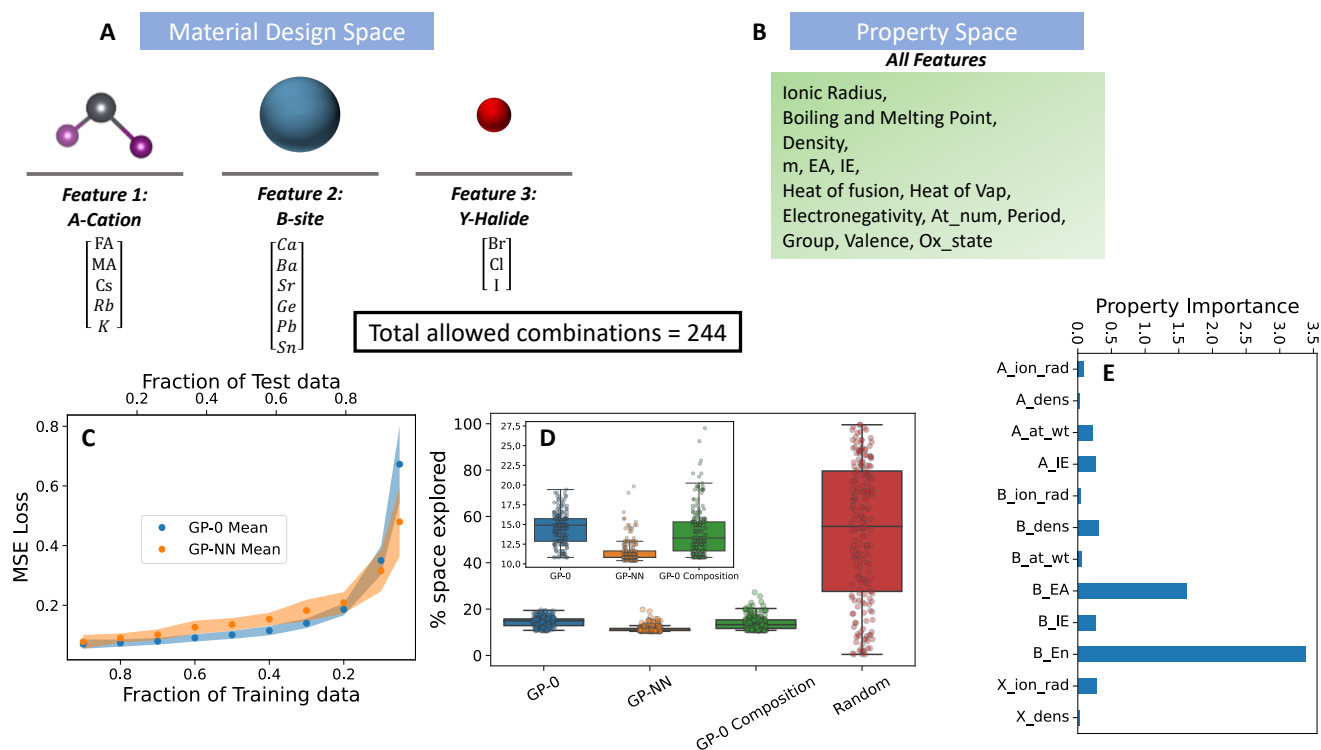 A
Material Design Space
B
Property Space
All Features
Ionic Radius,
Boiling and Melting Point,
Density,
m, EA, IE,
Heat of fusion, Heat of Vap,
Electronegativity, At_num, Period,
Group, Valence, Ox_state
Feature 1:
A-Cation
FA
MA
Cs
Rb
K
Feature 2:
B-site
Ca
Ba
Sr
Ge
Pb
Sn
Feature 3:
Y-Halide
Br
Cl
I
Total allowed combinations = 244
Fraction of Test data
0.2 0.4 0.6 0.8
C
MSE Loss
0.8
0.6
0.4
0.2
GP-0 Mean
GP-NN Mean
0.8 0.6 0.4 0.2
Fraction of Training data
D
% space explored
100
80
60
40
20
0
27.5
25.0
22.5
20.0
17.5
15.0
12.5
10.0
GP-0 GP-NN GP-0 Composition
GP-0
GP-NN
GP-0 Composition
Random
Property Importance
0.0 0.5 1.0 1.5 2.0 2.5 3.0 3.5
E
A_ion_rad
A_dens
A_at_wt
A_IE
B_ion_rad
B_dens
B_at_wt
B_EA
B_IE
B_En
X_ion_rad
X_dens